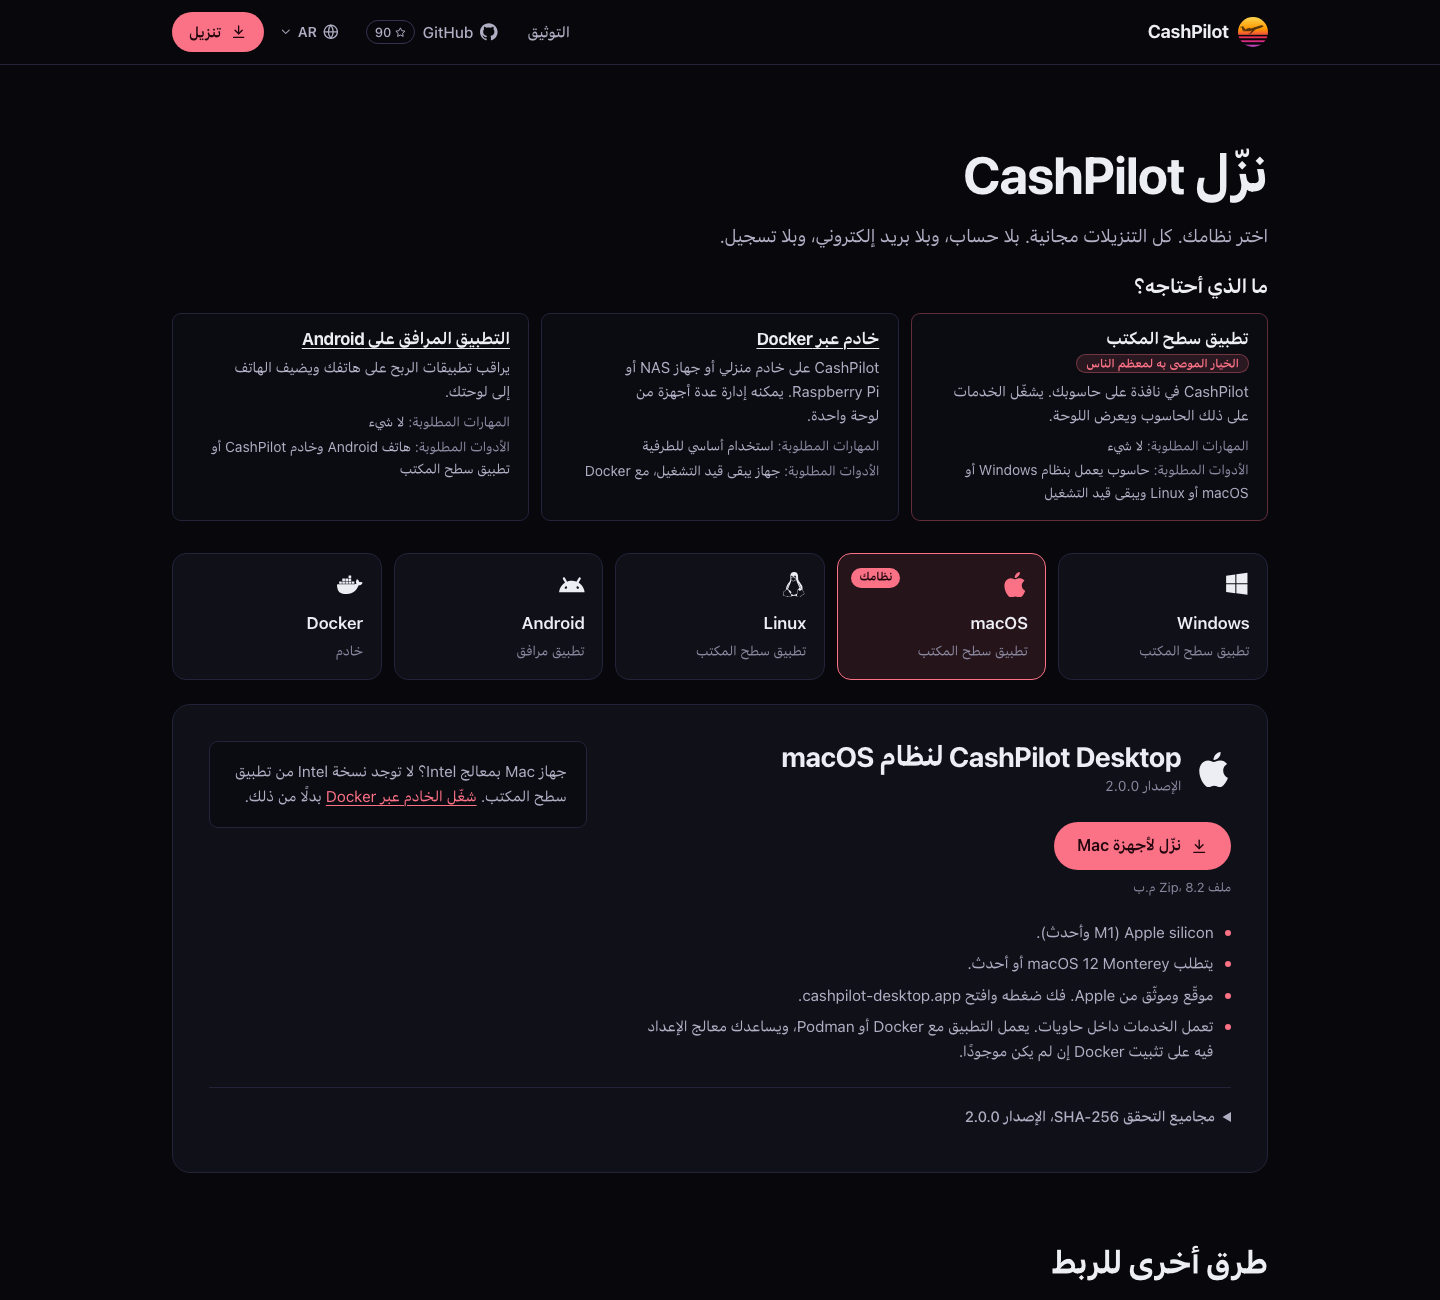 CashPilot
التوثيق
GitHub
90
AR
تنزيل
نزّل CashPilot
اختر نظامك. كل التنزيلات مجانية. بلا حساب، وبلا بريد إلكتروني، وبلا تسجيل.
ما الذي أحتاجه؟
تطبيق سطح المكتب
الخيار الموصى به لمعظم الناس
CashPilot في نافذة على حاسوبك. يشغّل الخدمات
على ذلك الحاسوب ويعرض اللوحة.
المهارات المطلوبة: لا شيء
الأدوات المطلوبة: حاسوب يعمل بنظام Windows أو
macOS أو Linux ويبقى قيد التشغيل
خادم عبر Docker
CashPilot على خادم منزلي أو جهاز NAS أو
Raspberry Pi. يمكنه إدارة عدة أجهزة من
لوحة واحدة.
المهارات المطلوبة: استخدام أساسي للطرفية
الأدوات المطلوبة: جهاز يبقى قيد التشغيل، مع Docker
التطبيق المرافق على Android
يراقب تطبيقات الربح على هاتفك ويضيف الهاتف
إلى لوحتك.
المهارات المطلوبة: لا شيء
الأدوات المطلوبة: هاتف Android وخادم CashPilot أو
تطبيق سطح المكتب
Windows
تطبيق سطح المكتب
نظامك
macOS
تطبيق سطح المكتب
Linux
تطبيق سطح المكتب
Android
تطبيق مرافق
Docker
خادم
CashPilot Desktop لنظام macOS
الإصدار 2.0.0
نزّل لأجهزة Mac
ملف Zip، 8.2 م.ب
Apple silicon (M1 وأحدث).
يتطلب macOS 12 Monterey أو أحدث.
موقّع وموثّق من Apple. فك ضغطه وافتح cashpilot-desktop.app.
تعمل الخدمات داخل حاويات. يعمل التطبيق مع Docker أو Podman، ويساعدك معالج الإعداد
فيه على تثبيت Docker إن لم يكن موجودًا.
جهاز Mac بمعالج Intel؟ لا توجد نسخة Intel من تطبيق
سطح المكتب. شغّل الخادم عبر Docker بدلًا من ذلك.
مجاميع التحقق SHA-256، الإصدار 2.0.0
طرق أخرى للربط